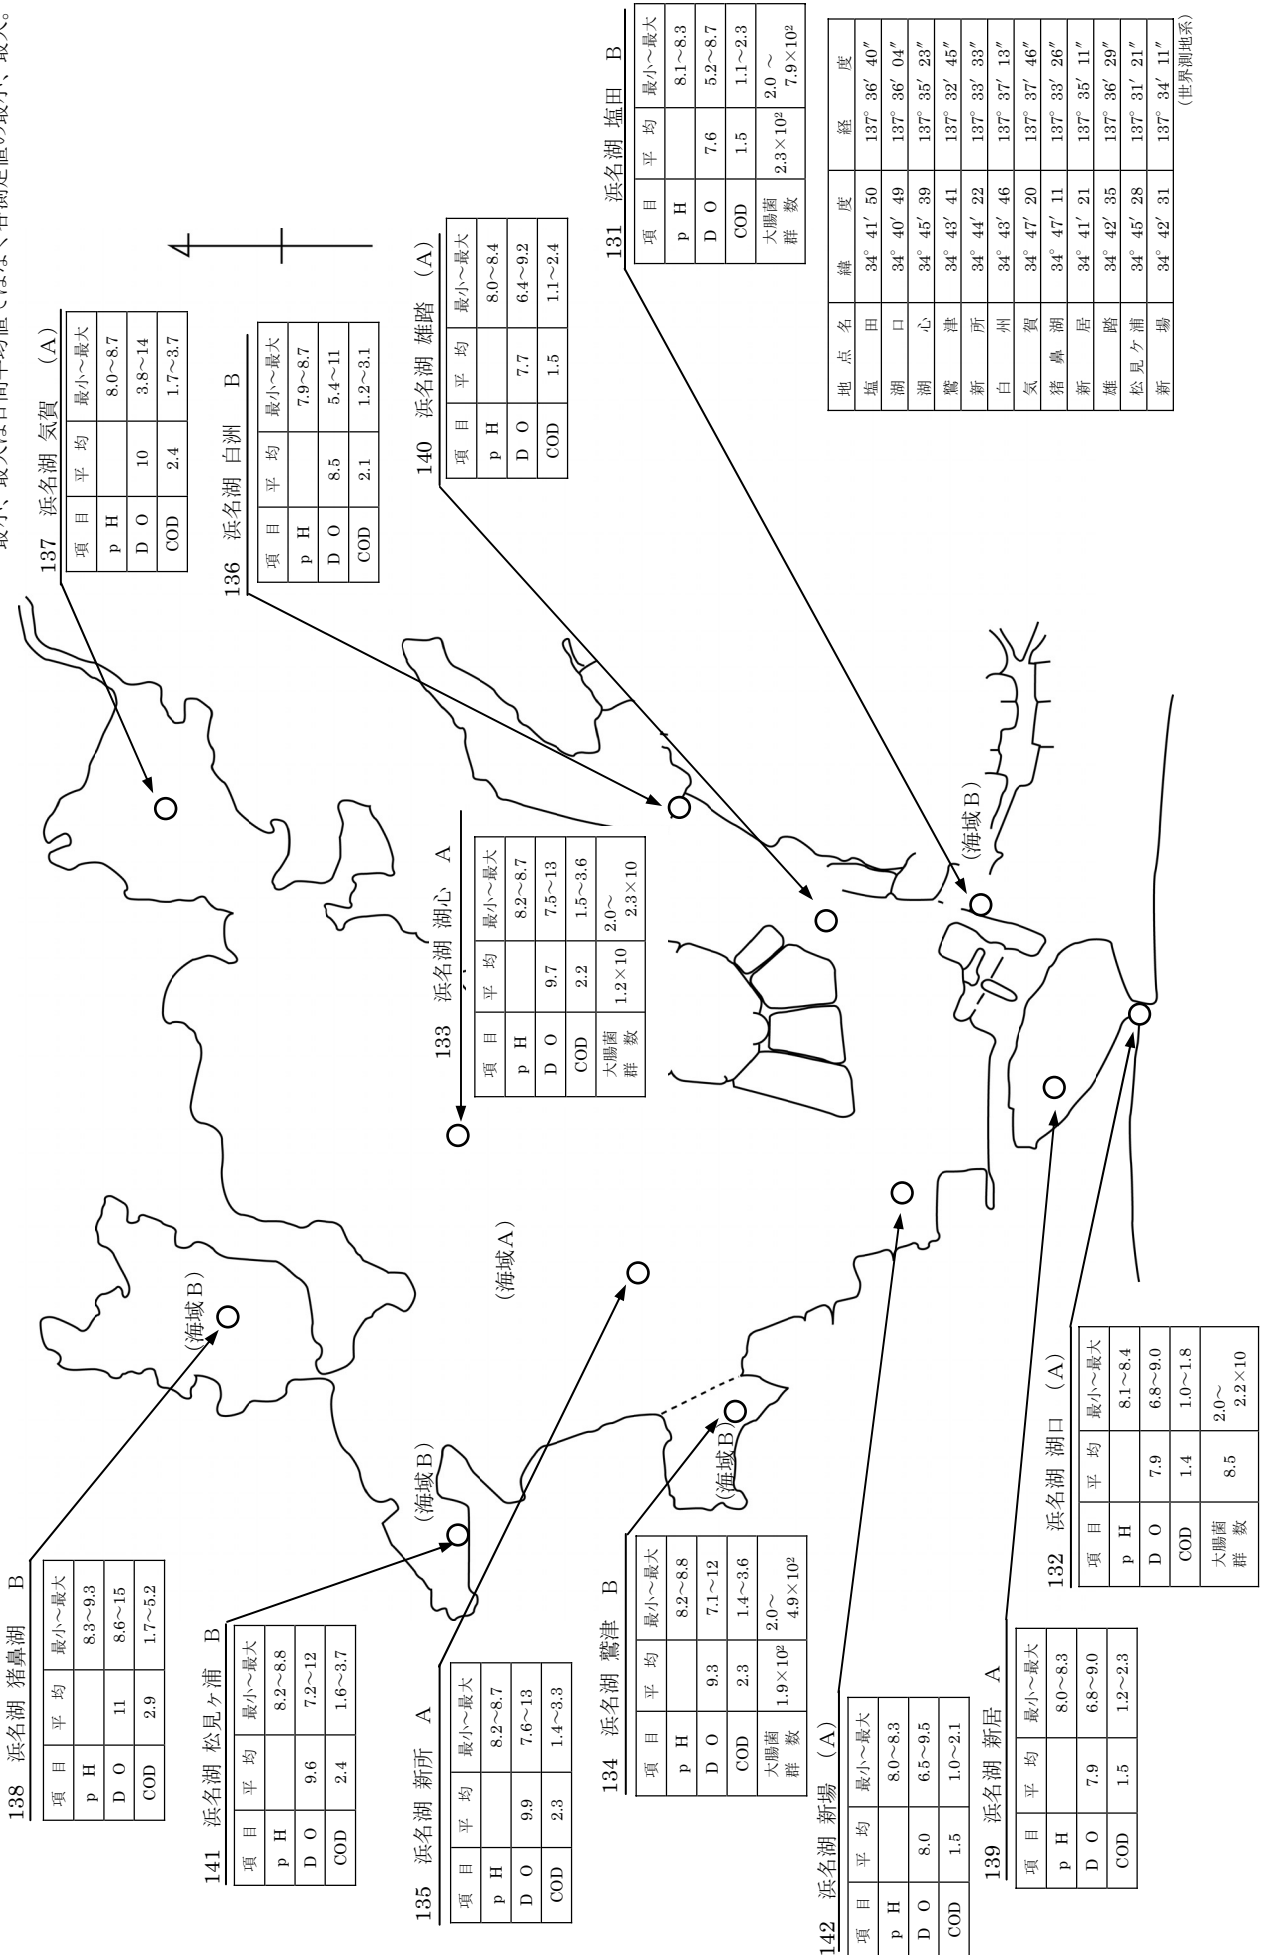 最小、最大は日間平均値ではなく各測定値の最小、最大。
138 浜名湖 猪鼻湖 B
項 目 平 均 最小～最大
p H 8.3～9.3
D O 11 8.6～15
COD 2.9 1.7～5.2
141 浜名湖 松見ヶ浦 B
項 目 平 均 最小～最大
p H 8.2～8.8
D O 9.6 7.2～12
COD 2.4 1.6～3.7
135 浜名湖 新所 A
項 目 平 均 最小～最大
p H 8.2～8.7
D O 9.9 7.6～13
COD 2.3 1.4～3.3
134 浜名湖 鷲津 B
項 目 平 均 最小～最大
p H 8.2～8.8
D O 9.3 7.1～12
COD 2.3 1.4～3.6
大腸菌群 数 1.9×10² 2.0～4.9×10²
142 浜名湖 新場 (A)
項 目 平 均 最小～最大
p H 8.0～8.3
D O 8.0 6.5～9.5
COD 1.5 1.0～2.1
139 浜名湖 新居 A
項 目 平 均 最小～最大
p H 8.0～8.3
D O 7.9 6.8～9.0
COD 1.5 1.2～2.3
132 浜名湖 湖口 (A)
項 目 平 均 最小～最大
p H 8.1～8.4
D O 7.9 6.8～9.0
COD 1.4 1.0～1.8
大腸菌群 数 8.5 2.0～2.2×10
133 浜名湖 湖心 A
項 目 平 均 最小～最大
p H 8.2～8.7
D O 9.7 7.5～13
COD 2.2 1.5～3.6
大腸菌群 数 1.2×10 2.0～2.3×10
137 浜名湖 気賀 (A)
項 目 平 均 最小～最大
p H 8.0～8.7
D O 10 3.8～14
COD 2.4 1.7～3.7
136 浜名湖 白洲 B
項 目 平 均 最小～最大
p H 7.9～8.7
D O 8.5 5.4～11
COD 2.1 1.2～3.1
140 浜名湖 雄踏 (A)
項 目 平 均 最小～最大
p H 8.0～8.4
D O 7.7 6.4～9.2
COD 1.5 1.1～2.4
131 浜名湖 塩田 B
項 目 平 均 最小～最大
p H 8.1～8.3
D O 7.6 5.2～8.7
COD 1.5 1.1～2.3
大腸菌群 数 2.3×10² 2.0 ～7.9×10²
(海域B)
(海域B)
(海域A)
(海域B)
(海域B)
地 点 名 緯 度 経 度
塩 田 34° 41′ 50 137° 36′ 40″
湖 口 34° 40′ 49 137° 36′ 04″
湖 心 34° 45′ 39 137° 35′ 23″
鷲 津 34° 43′ 41 137° 32′ 45″
新 所 34° 44′ 22 137° 33′ 33″
白 州 34° 43′ 46 137° 37′ 13″
気 賀 34° 47′ 20 137° 37′ 46″
猪 鼻 湖 34° 47′ 11 137° 33′ 26″
新 居 34° 41′ 21 137° 35′ 11″
雄 踏 34° 42′ 35 137° 36′ 29″
松 見 ケ 浦 34° 45′ 28 137° 31′ 21″
新 場 34° 42′ 31 137° 34′ 11″
(世界測地系)